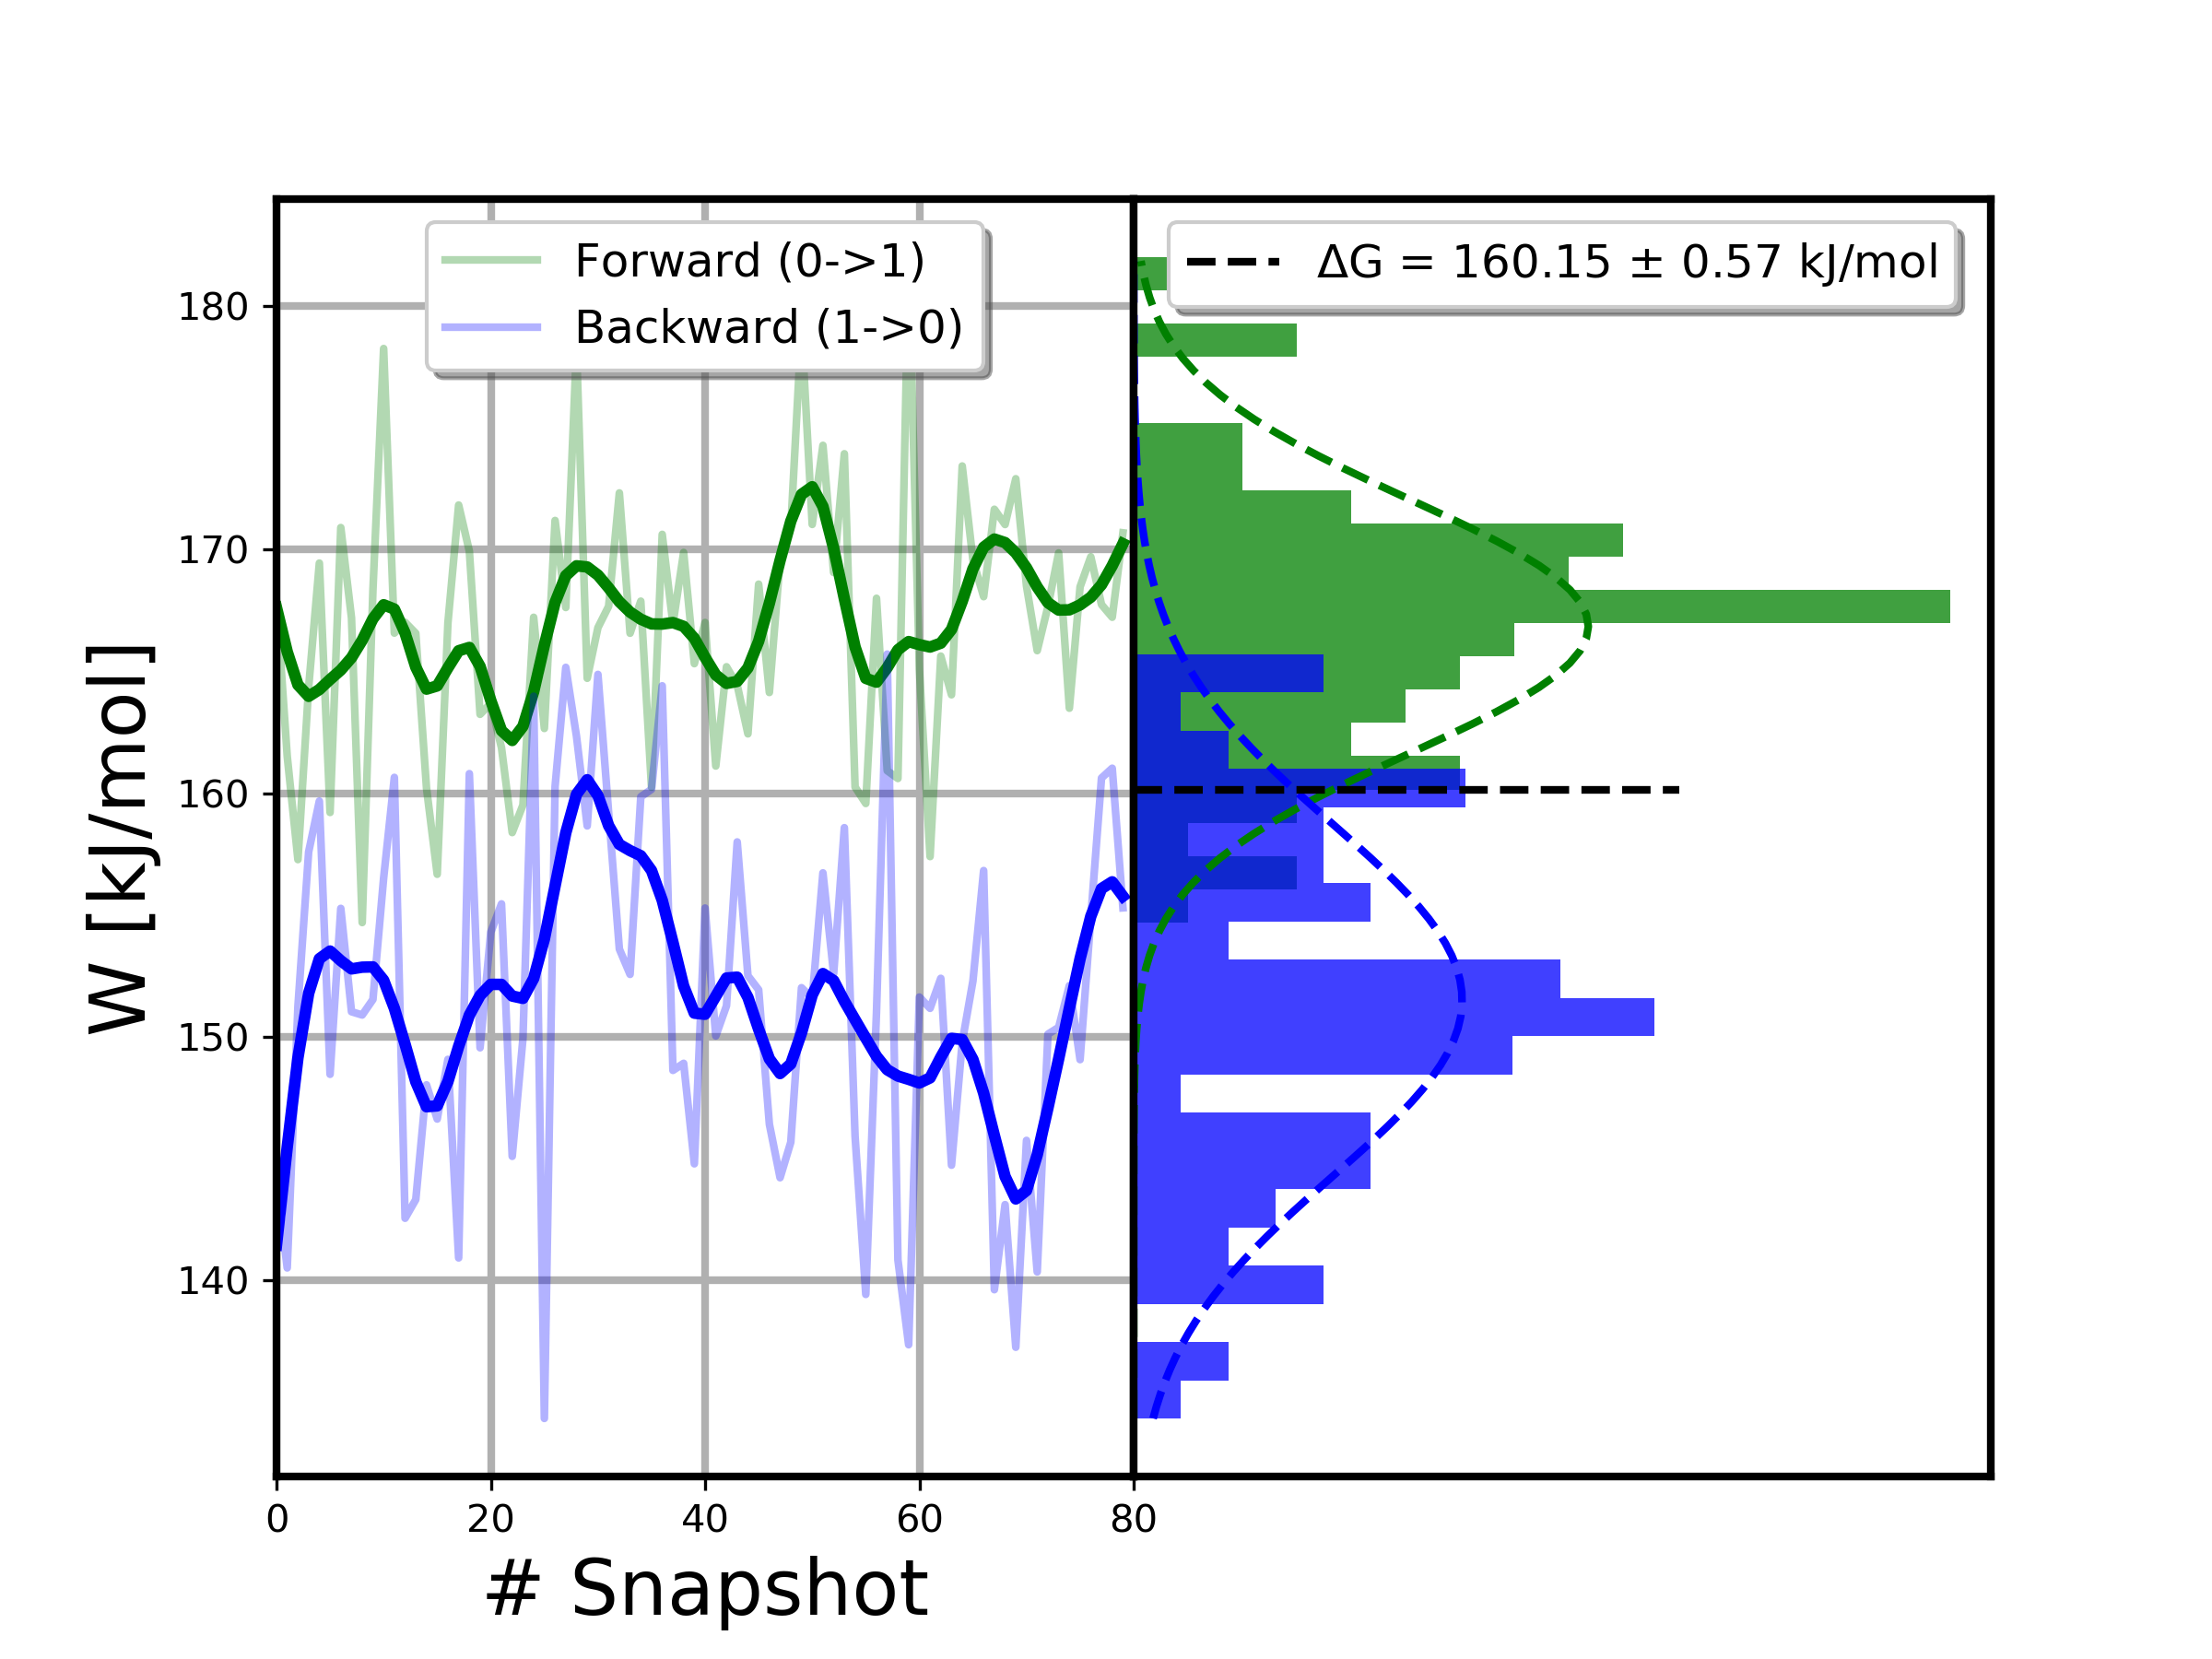 Forward (0->1)
Backward (1->0)
ΔG = 160.15 ± 0.57 kJ/mol
180
170
160
150
140
W [kJ/mol]
0
20
40
60
80
# Snapshot